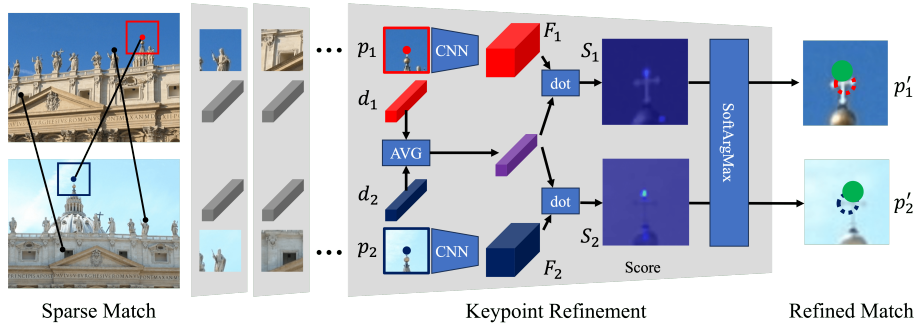 p₁
CNN
F₁
S₁
dot
d₁
AVG
SoftArgMax
p′₁
d₂
dot
p₂
CNN
F₂
S₂
p′₂
Score
Sparse Match
Keypoint Refinement
Refined Match